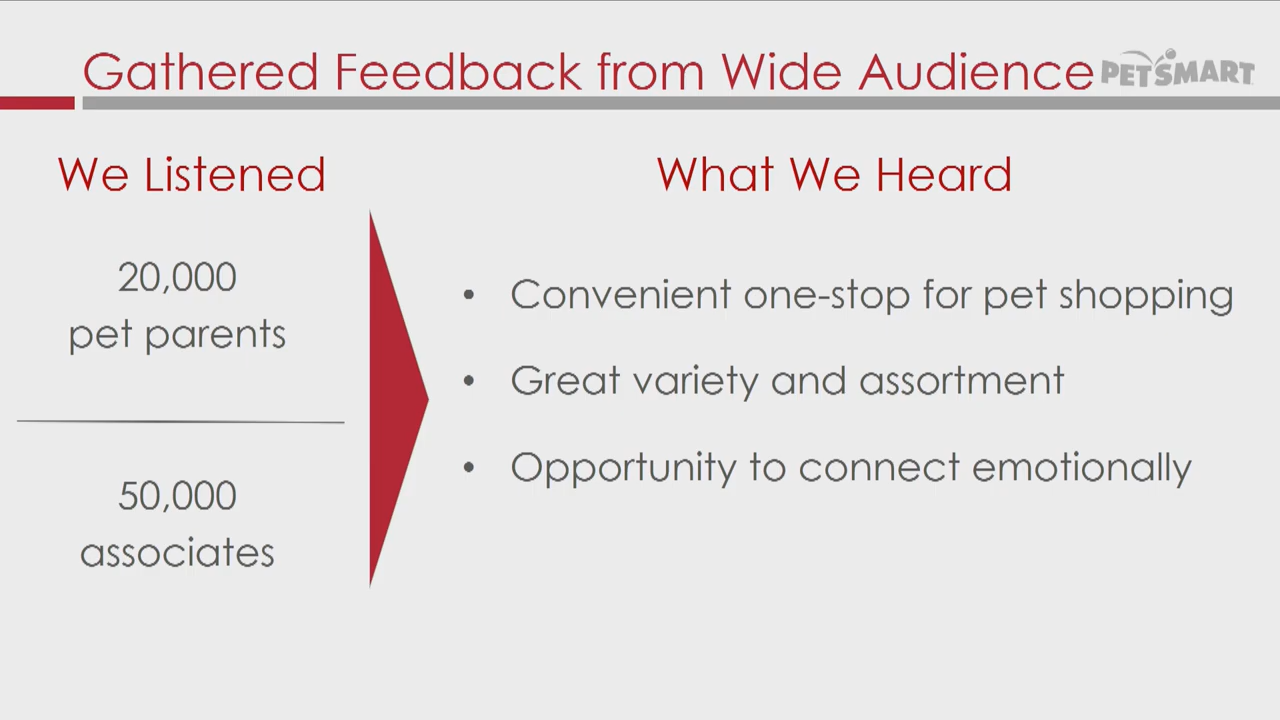 Gathered Feedback from Wide Audience
PETSMART
We Listened
20,000
pet parents
50,000
associates
What We Heard
• Convenient one-stop for pet shopping
• Great variety and assortment
• Opportunity to connect emotionally